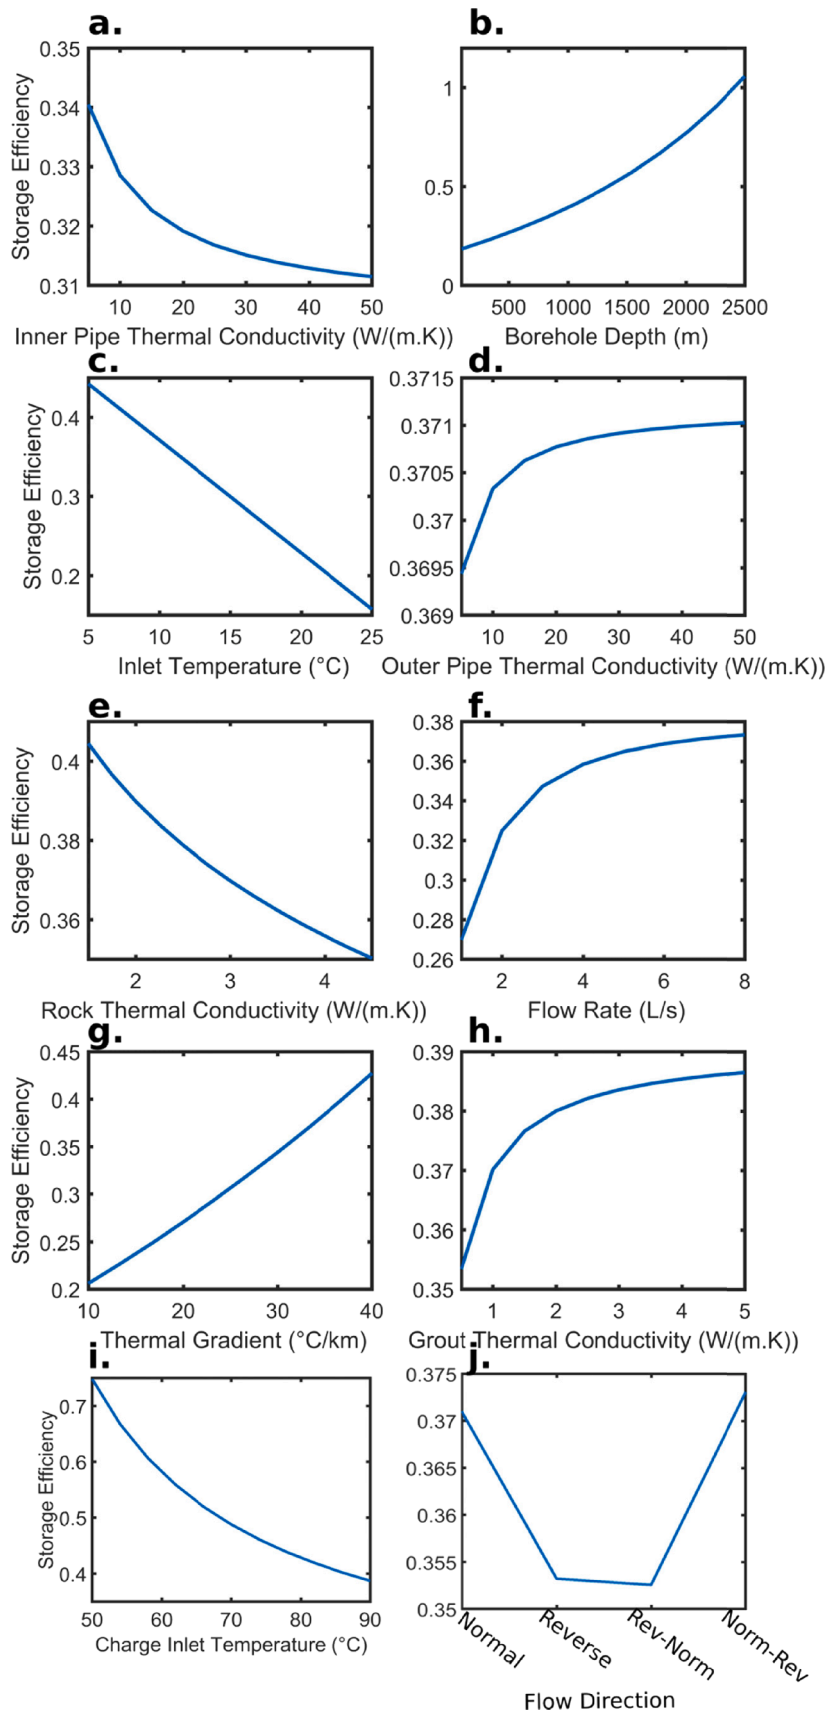 a.
0.35
0.34
0.33
0.32
0.31
Storage Efficiency
10 20 30 40 50
Inner Pipe Thermal Conductivity (W/(m.K))
b.
1
0.5
0
500 1000 1500 2000 2500
Borehole Depth (m)
c.
0.4
0.3
0.2
Storage Efficiency
5 10 15 20 25
Inlet Temperature (°C)
d.
0.3715
0.371
0.3705
0.37
0.3695
0.369
10 20 30 40 50
Outer Pipe Thermal Conductivity (W/(m.K))
e.
0.4
0.38
0.36
Storage Efficiency
2 3 4
Rock Thermal Conductivity (W/(m.K))
f.
0.38
0.36
0.34
0.32
0.3
0.28
0.26
2 4 6 8
Flow Rate (L/s)
g.
0.45
0.4
0.35
0.3
0.25
0.2
Storage Efficiency
10 20 30 40
Thermal Gradient (°C/km)
h.
0.39
0.38
0.37
0.36
0.35
1 2 3 4 5
Grout Thermal Conductivity (W/(m.K))
i.
0.7
0.6
0.5
0.4
Storage Efficiency
50 60 70 80 90
Charge Inlet Temperature (°C)
j.
0.375
0.37
0.365
0.36
0.355
0.35
Normal
Reverse
Rev-Norm
Norm-Rev
Flow Direction